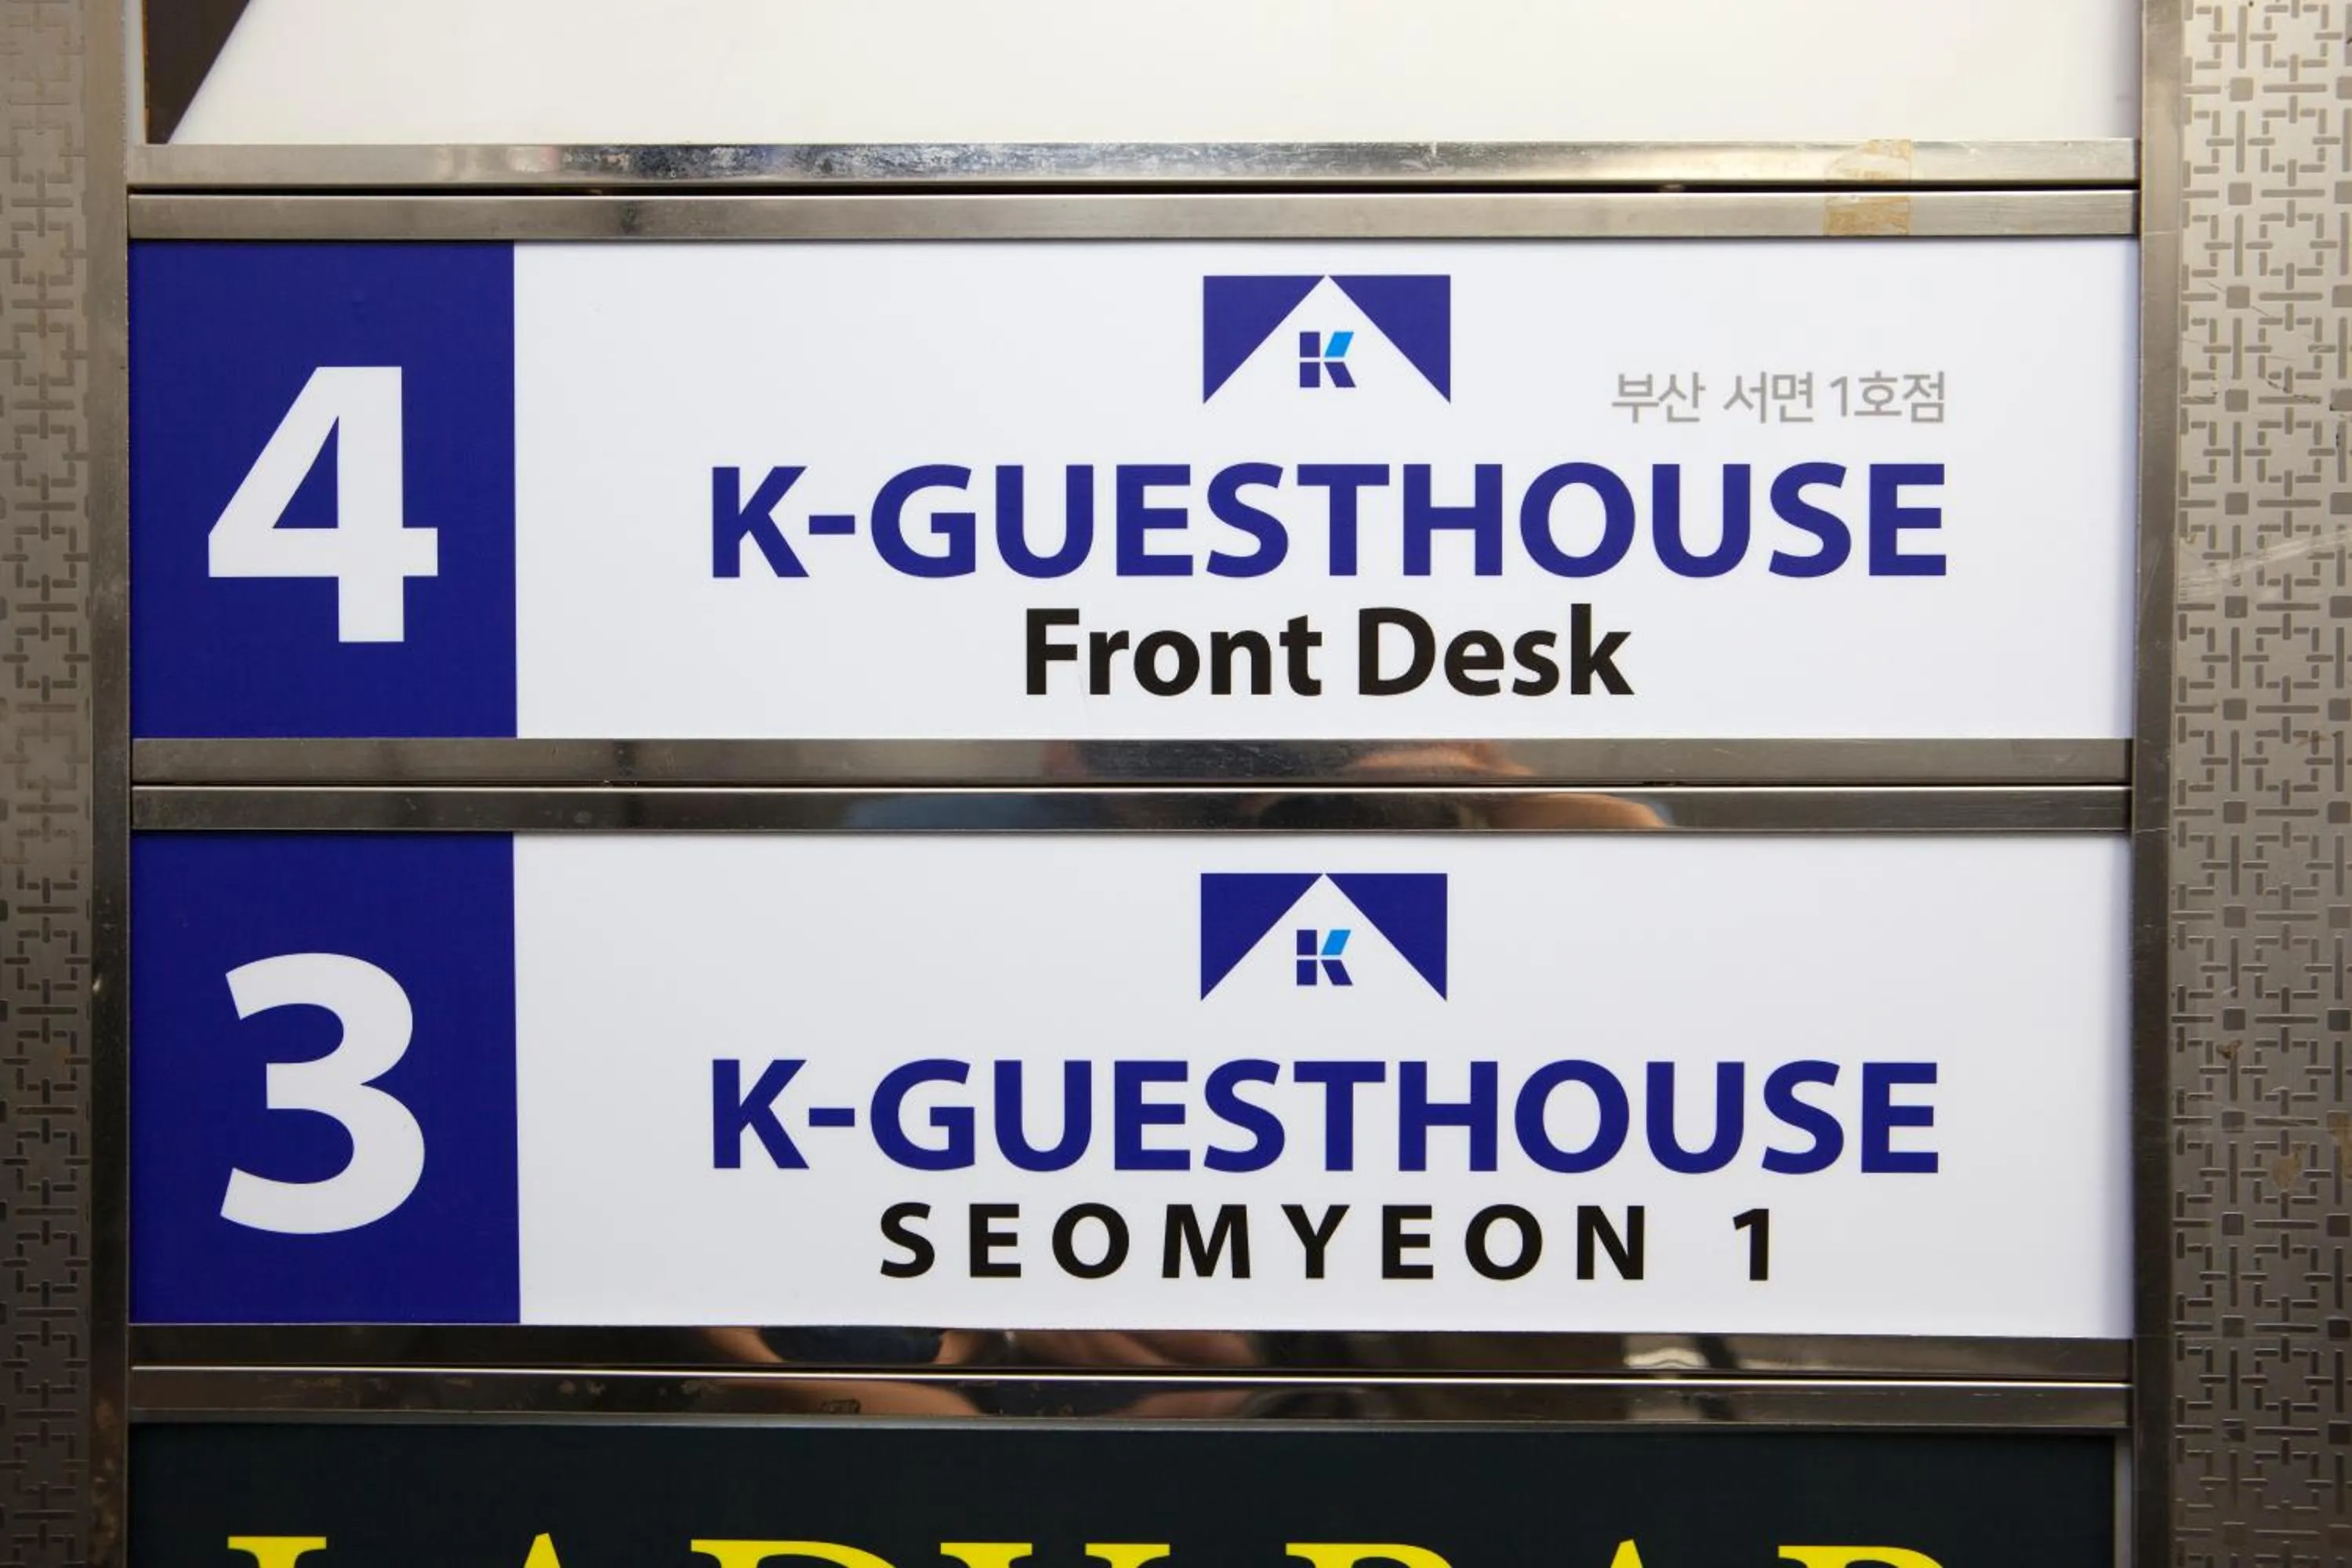 4
K
부산 서면 1호점
K-GUESTHOUSE
Front Desk
3
K
K-GUESTHOUSE
SEOMYEON 1